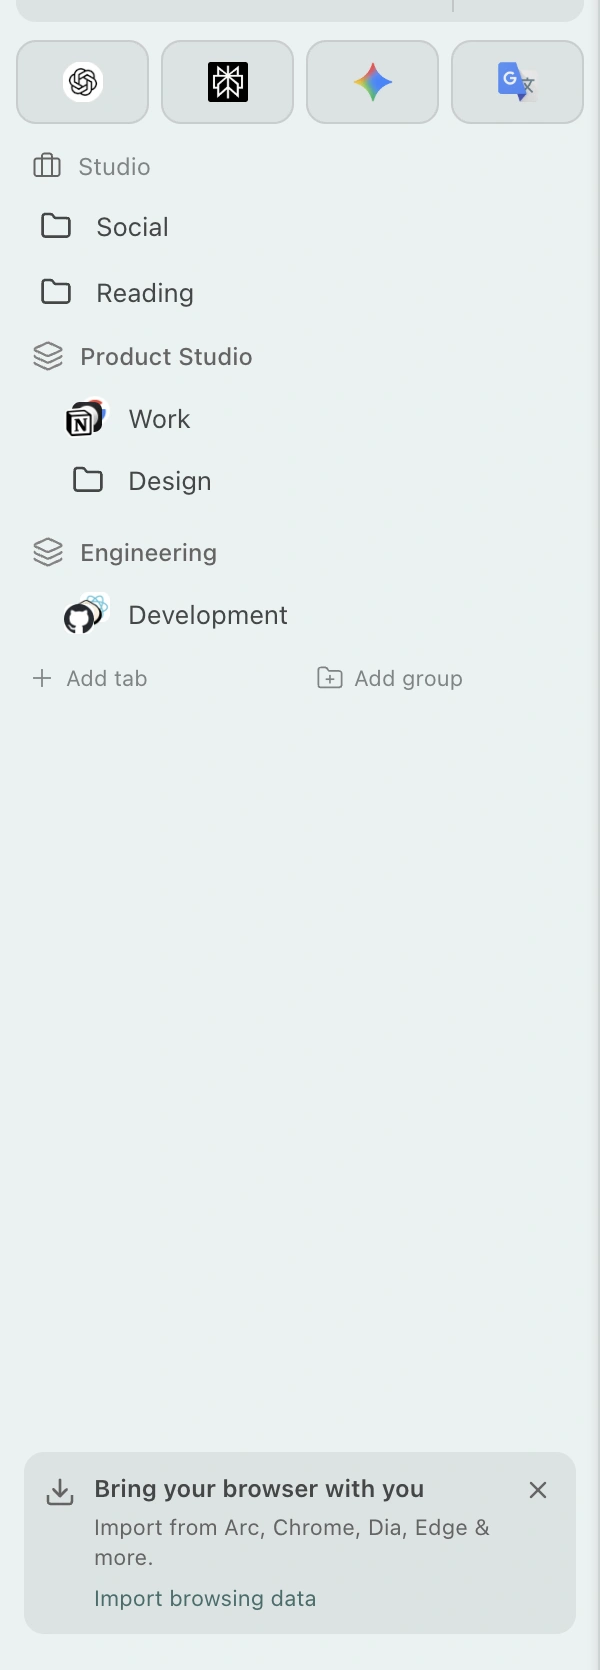 Studio
Social
Reading
Product Studio
Work
Design
Engineering
Development
Add tab
Add group
Bring your browser with you
Import from Arc, Chrome, Dia, Edge &
more.
Import browsing data